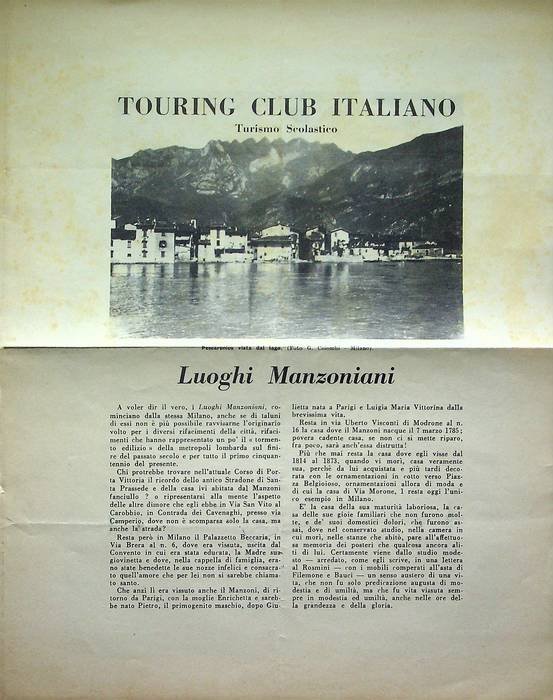 TOURING CLUB ITALIANO
Turismo Scolastico
Pescarenico vista dal lago. (Foto G. - Milano).
Luoghi Manzoniani
A voler dir il vero, i Luoghi Manzoniani, co-
minciano dalla stessa Milano, anche se di taluni
di essi non è più possibile ravvisarne l'originario
volto per i diversi rifacimenti della città, rifaci-
menti che hanno rappresentato un po' il « tormen-
to edilizio » della metropoli lombarda sul fini-
re del passato secolo e per tutto il primo cinquan-
tennio del presente.
Chi potrebbe trovare nell'attuale Corso di Por-
ta Vittoria il ricordo dello antico Stradone di San-
ta Prassede e della casa ivi abitata dal Manzoni
fanciullo ? o ripresentarsi alla mente l'aspetto
delle altre dimore che egli ebbe in Via San Vito al
Carobbio, in Contrada dei Cavenaghi, presso via
Camperio, dove non è scomparsa solo la casa, ma
anche la strada?
Resta però in Milano il Palazzetto Beccaria, in
Via Brera al n. 6, dove era vissuta, uscita dal
Convento in cui era stata educata, la Madre sua
giovinetta e dove, nella cappella di famiglia, era-
no state benedette le sue nozze infelici e consacra-
to quell'amore che per lei non si sarebbe chiama-
to santo.
Che anzi lì era vissuto anche il Manzoni, di ri-
torno da Parigi, con la moglie Enrichetta e sareb-
be nato Pietro, il primogenito maschio, dopo Giu-
lietta nata a Parigi e Luigia Maria Vittorina dalla
brevissima vita.
Resta in via Uberto Visconti di Modrone al n.
16 la casa dove il Manzoni nacque il 7 marzo 1785 ;
povera cadente casa, se non ci si mette riparo,
fra poco, sarà anch'essa distrutta!
Più che mai resta la casa dove egli visse dal
1814 al 1873, quando vi morì, casa veramente
sua, perchè da lui acquistata e più tardi deco-
rata con le ornamentazioni in cotto verso Piaz-
za Belgioioso, ornamentazioni allora di moda e
di cui la casa di Via Morone, 1 resta oggi l'uni-
co esempio in Milano.
E' la casa della sua maturità laboriosa, la ca-
sa delle sue gioie familiari che non furono mol-
te, e de' suoi domestici dolori, che furono as-
sai, dove nel conservato studio, nella camera in
cui morì, nelle stanze che abitò, pare all'affettuo-
sa memoria dei posteri che qualcosa ancora ali-
ti di lui. Certamente viene dallo studio mode-
sto — arredato, come egli scrive, in una lettera
al Rosmini — con i mobili comperati all'asta di
Filemone e Bauci — un senso austero di una vi-
ta, che non fu solo predicazione augusta di mo-
destia e di umiltà, ma che fu vita vissuta sem-
pre in modestia ed umiltà, anche nelle ore del-
la grandezza e della gloria.